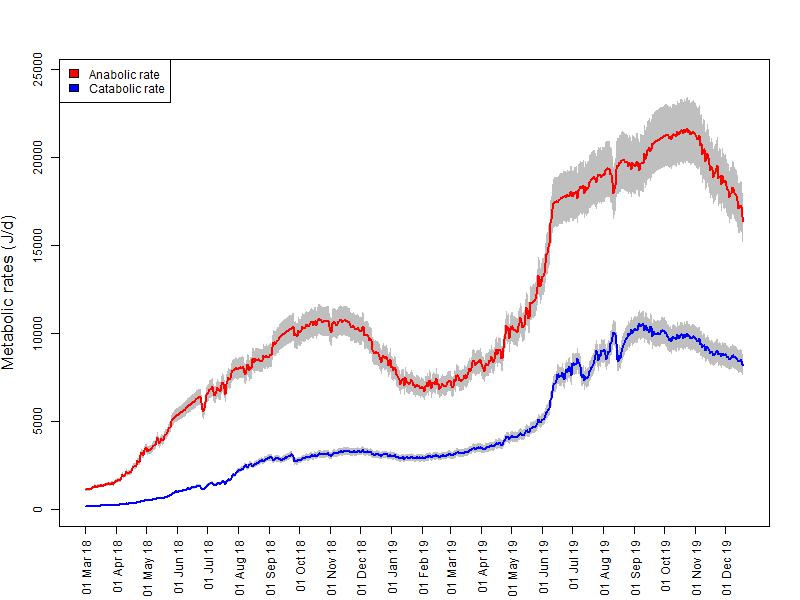 Anabolic rate
Catabolic rate
Metabolic rates (J/d)
25000
20000
15000
10000
5000
0
01 Mar 18
01 Apr 18
01 May 18
01 Jun 18
01 Jul 18
01 Aug 18
01 Sep 18
01 Oct 18
01 Nov 18
01 Dec 18
01 Jan 19
01 Feb 19
01 Mar 19
01 Apr 19
01 May 19
01 Jun 19
01 Jul 19
01 Aug 19
01 Sep 19
01 Oct 19
01 Nov 19
01 Dec 19